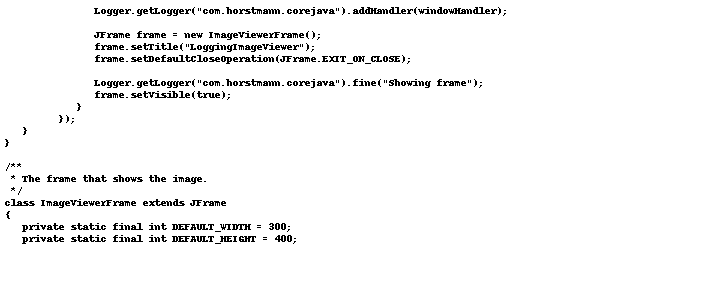 Logger.getLogger("com.horstmann.corejava").addHandler(windowHandler);
JFrame frame = new ImageViewerFrame();
frame.setTitle("LoggingImageViewer");
frame.setDefaultCloseOperation(JFrame.EXIT_ON_CLOSE);
Logger.getLogger("com.horstmann.corejava").fine("Showing frame");
frame.setVisible(true);
}
});
}
}
/**
* The frame that shows the image.
*/
class ImageViewerFrame extends JFrame
{
private static final int DEFAULT_WIDTH = 300;
private static final int DEFAULT_HEIGHT = 400;